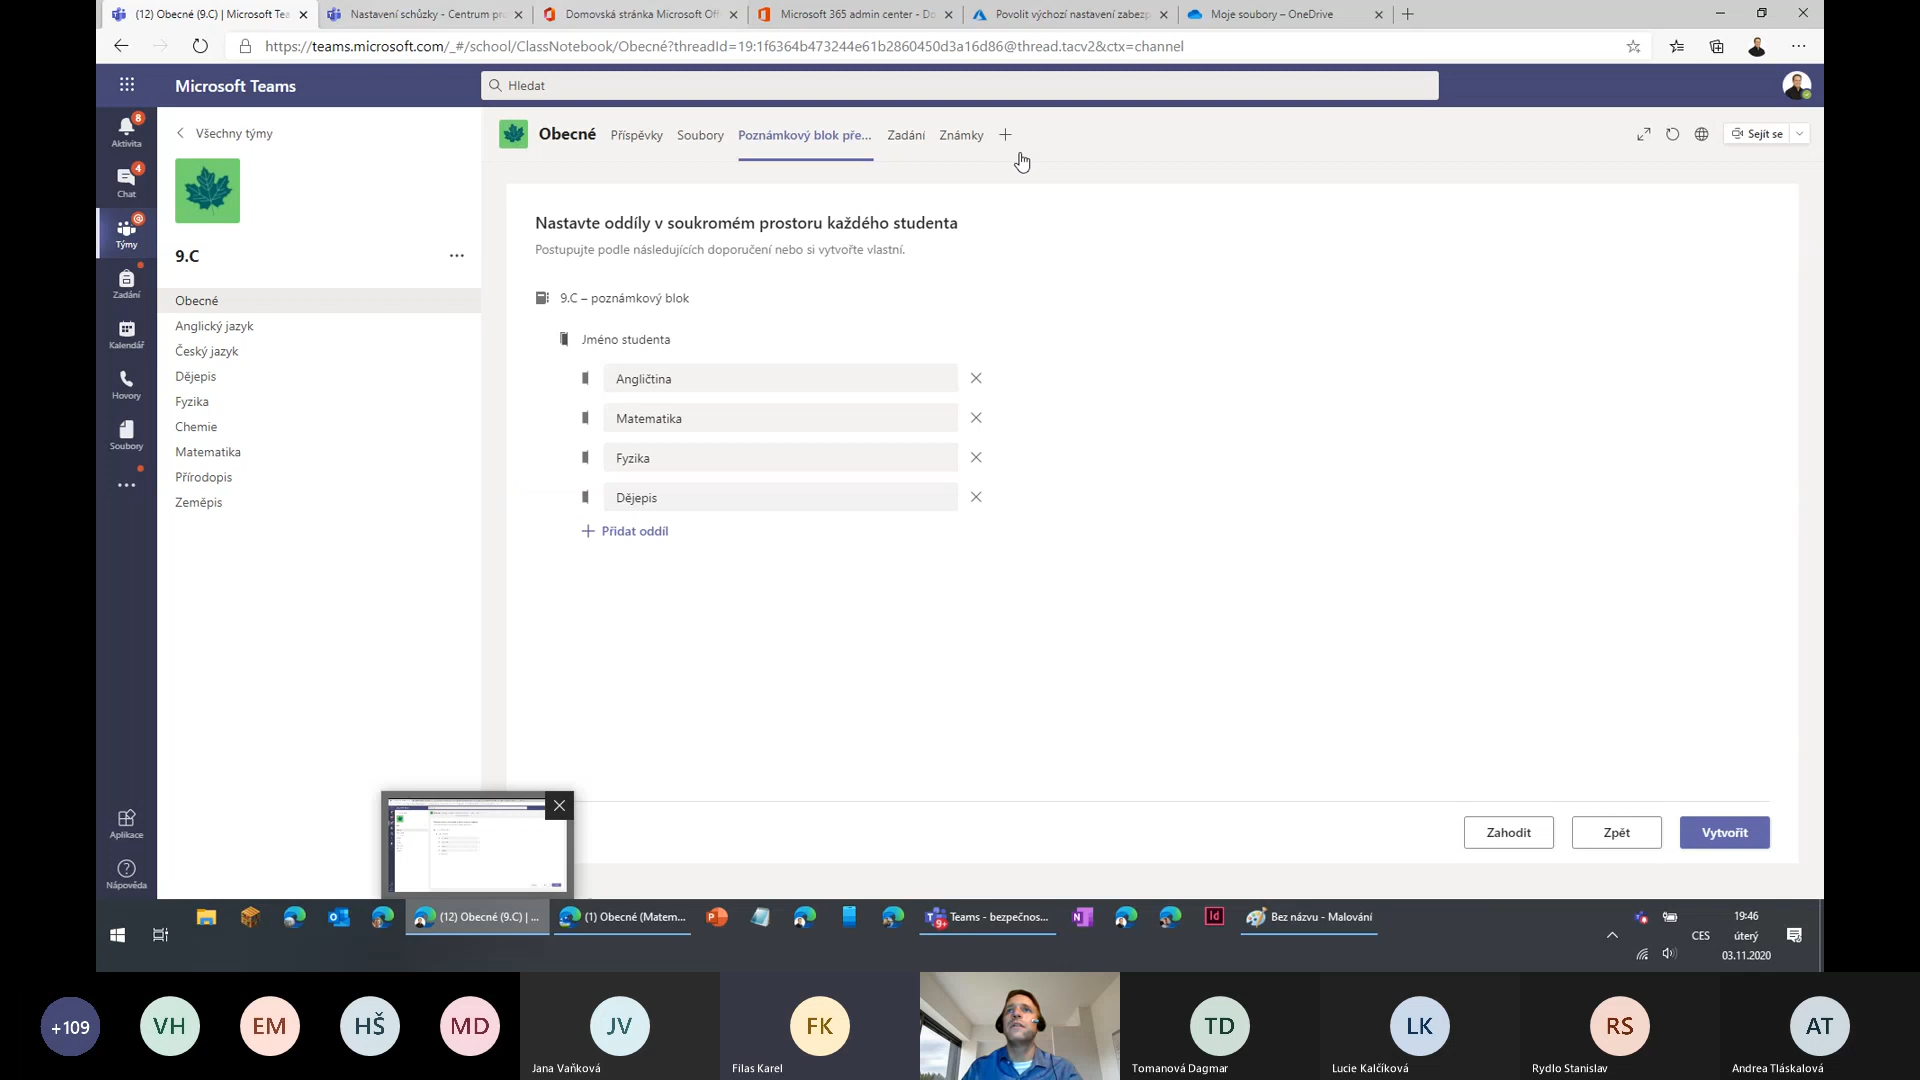 (12) Obecné (9.C) | Microsoft Tea
Nastavení schůzky - Centrum pro
Domovská stránka Microsoft Off
Microsoft 365 admin center - Do
Povolit výchozí nastavení zabezp
Moje soubory – OneDrive
https://teams.microsoft.com/_#/school/ClassNotebook/Obecné?threadId=19:1f6364b473244e61b2860450d3a16d86@thread.tacv2&ctx=channel
Microsoft Teams
Hledat
8
Aktivita
4
Chat
Týmy
Zadání
Kalendář
Hovory
Soubory
Aplikace
Nápověda
Všechny týmy
9.C
Obecné
Anglický jazyk
Český jazyk
Dějepis
Fyzika
Chemie
Matematika
Přírodopis
Zeměpis
Obecné
Příspěvky
Soubory
Poznámkový blok pře...
Zadání
Známky
Sejít se
Nastavte oddíly v soukromém prostoru každého studenta
Postupujte podle následujících doporučení nebo si vytvořte vlastní.
9.C – poznámkový blok
Jméno studenta
Angličtina
Matematika
Fyzika
Dějepis
Přidat oddíl
Zahodit
Zpět
Vytvořit
(12) Obecné (9.C) | ...
(1) Obecné (Matem...
9+
Teams - bezpečnos...
Id
Bez názvu - Malování
CES
19:46
úterý
03.11.2020
+109
VH
EM
HŠ
MD
JV
Jana Vaňková
FK
Filas Karel
TD
Tomanová Dagmar
LK
Lucie Kalčíková
RS
Rydlo Stanislav
AT
Andrea Tláskalová